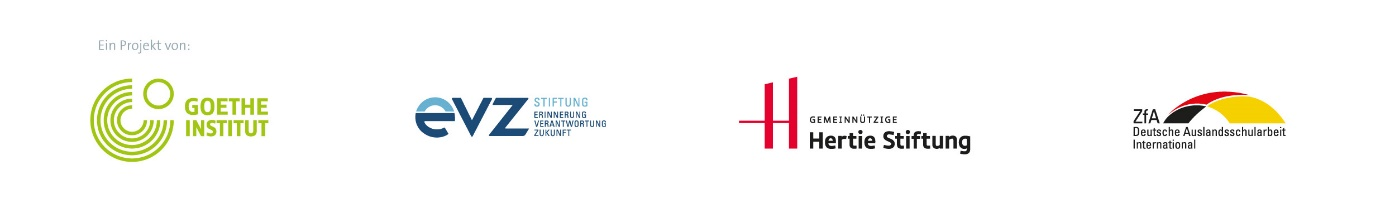 Ein Projekt von:
GOETHE
INSTITUT
evz
STIFTUNG
ERINNERUNG
VERANTWORTUNG
ZUKUNFT
GEMEINNÜTZIGE
Hertie Stiftung
ZfA
Deutsche Auslandsschularbeit
International